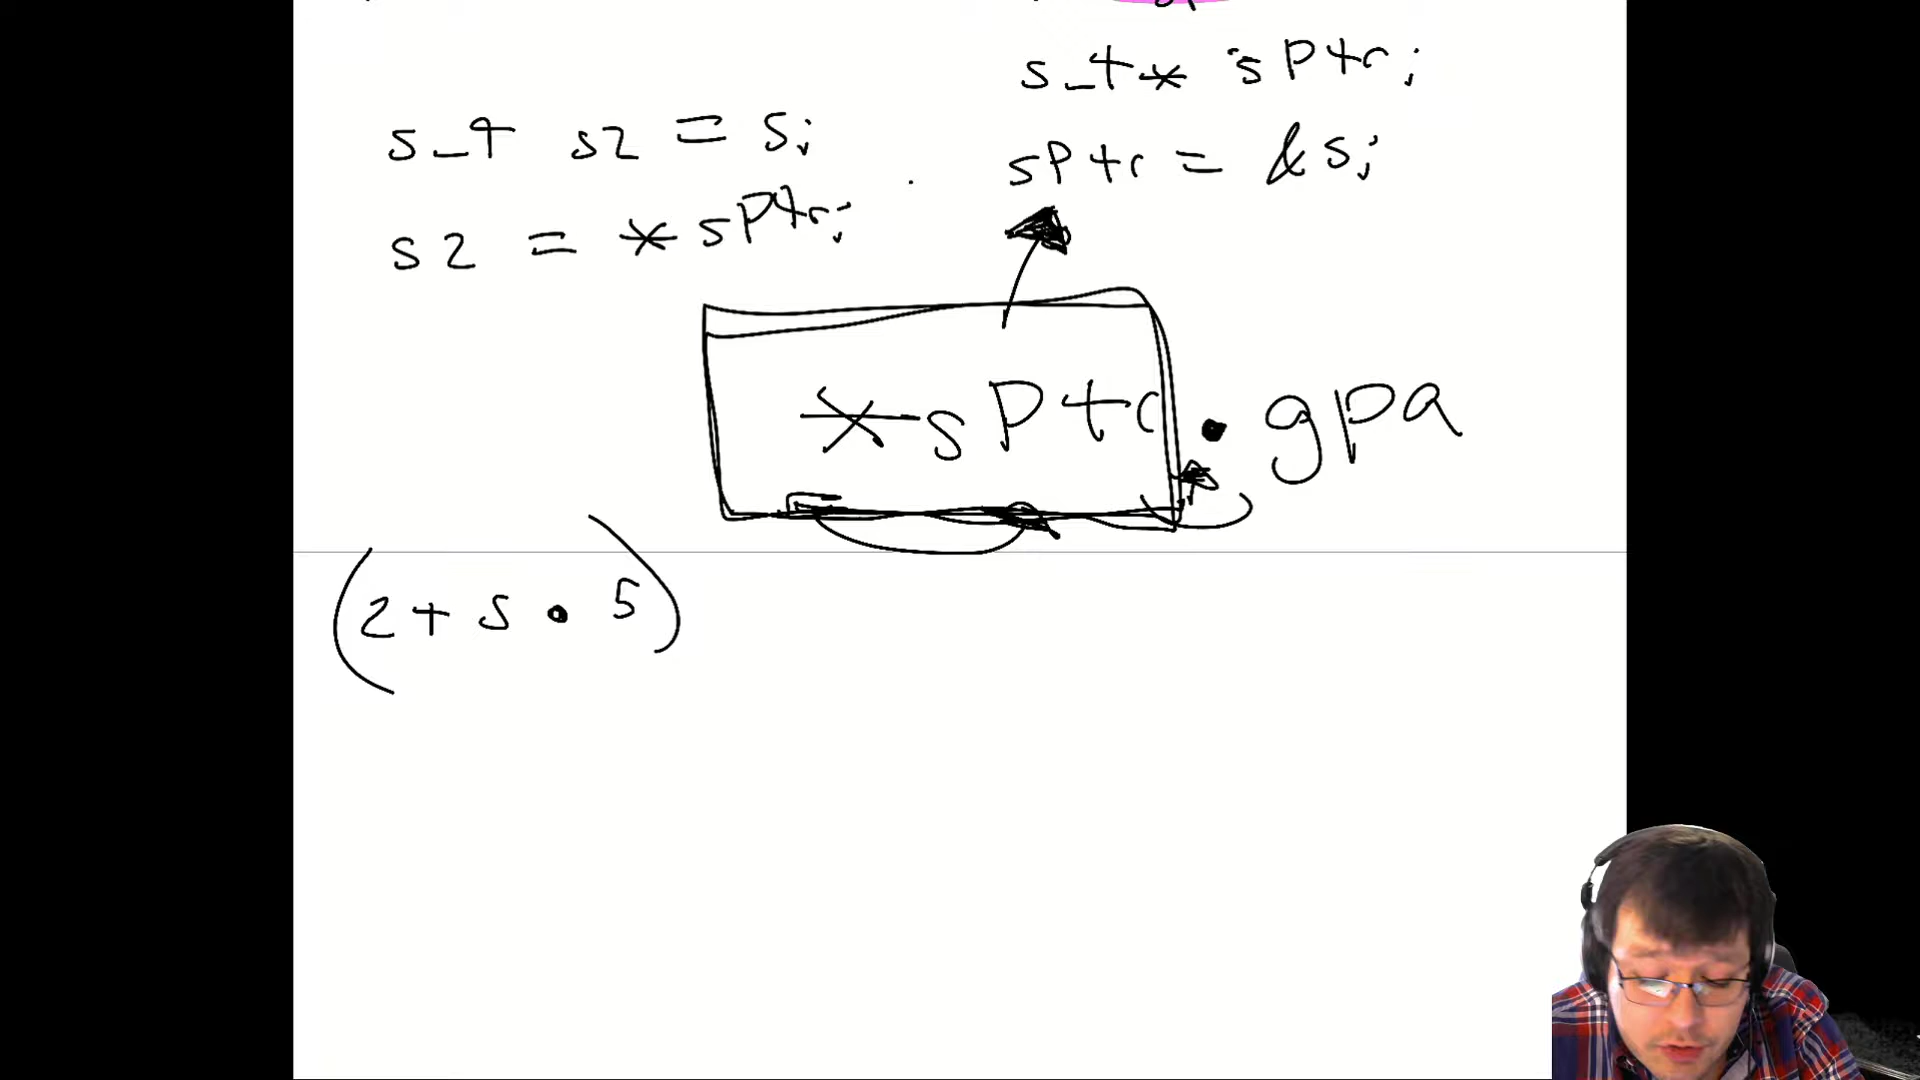 s_t* sPtr;
sPtr = &s;
s_t s2 = s;
s2 = *sPtr;
*sPtr.gpa
(2 + 5 • 5)